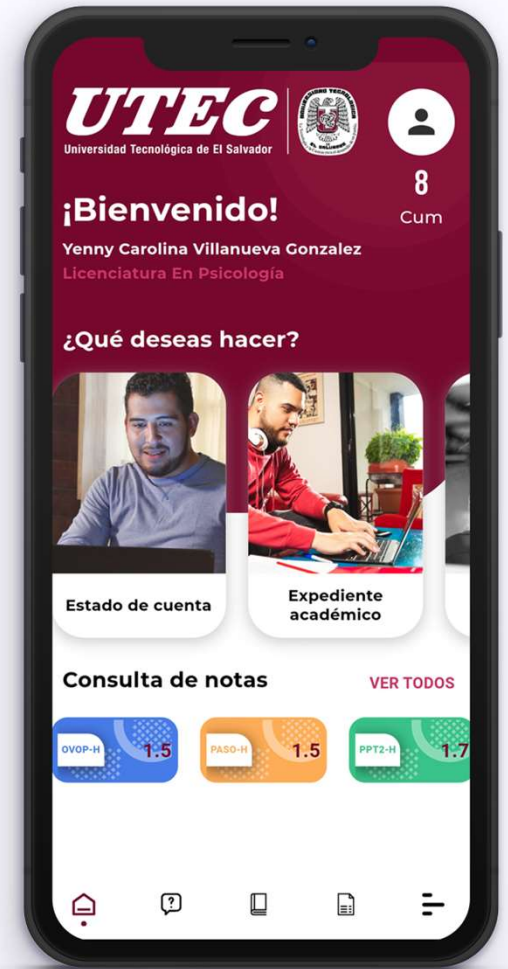 UTEC
Universidad Tecnológica de El Salvador
8
Cum
¡Bienvenido!
Yenny Carolina Villanueva Gonzalez
Licenciatura En Psicología
¿Qué deseas hacer?
Estado de cuenta
Expediente
académico
Consulta de notas
VER TODOS
OVOP-H
1.5
PASO-H
1.5
PPT2-H
1.7